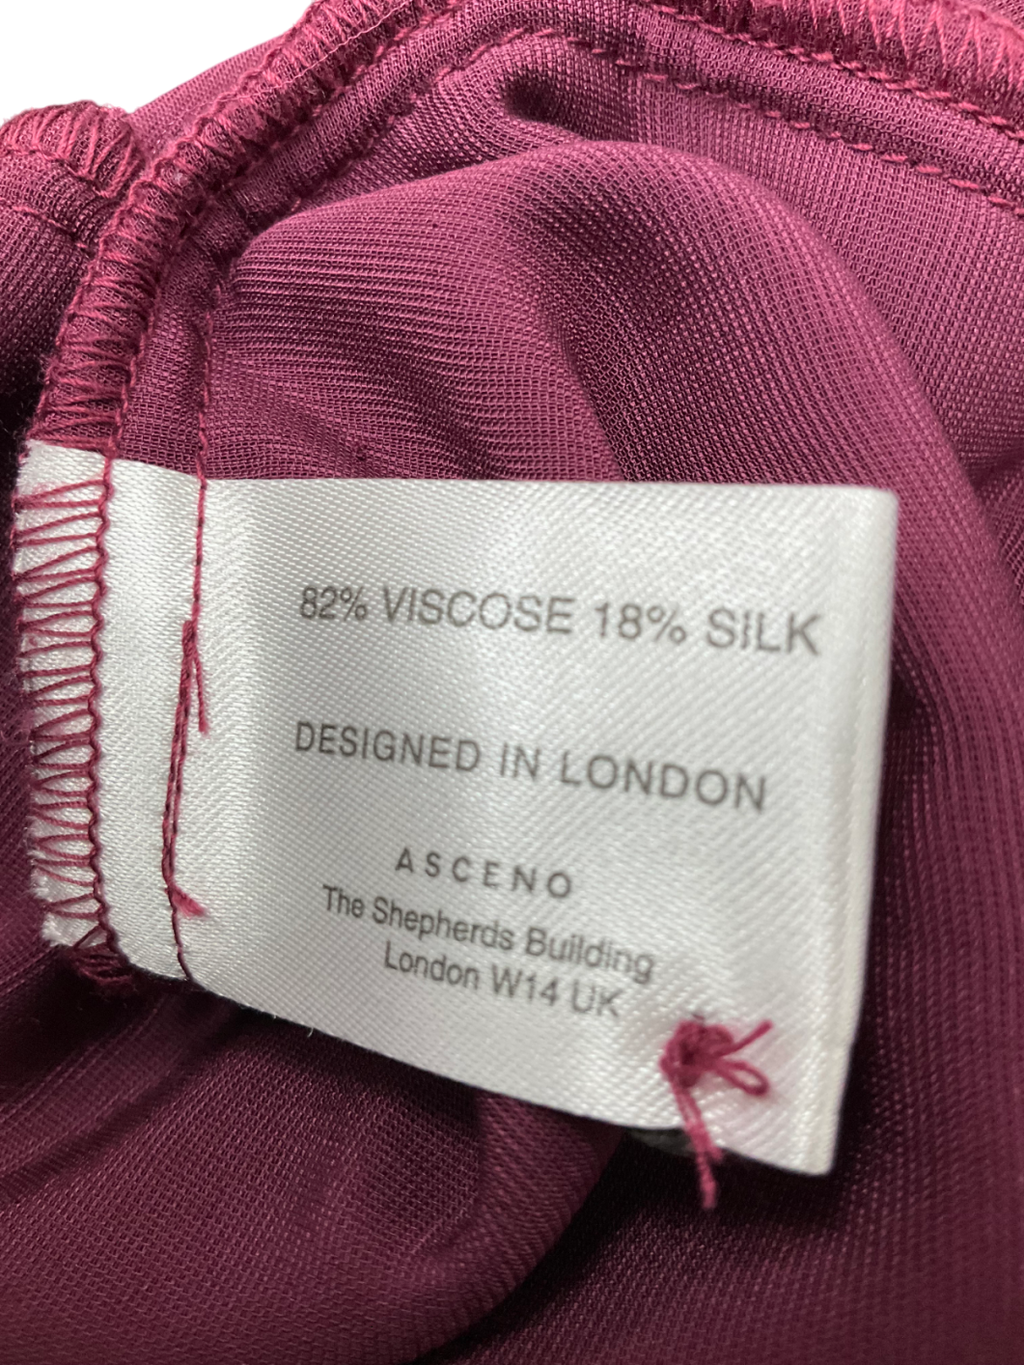 82% VISCOSE 18% SILK
DESIGNED IN LONDON
ASCENO
The Shepherds Building
London W14 UK